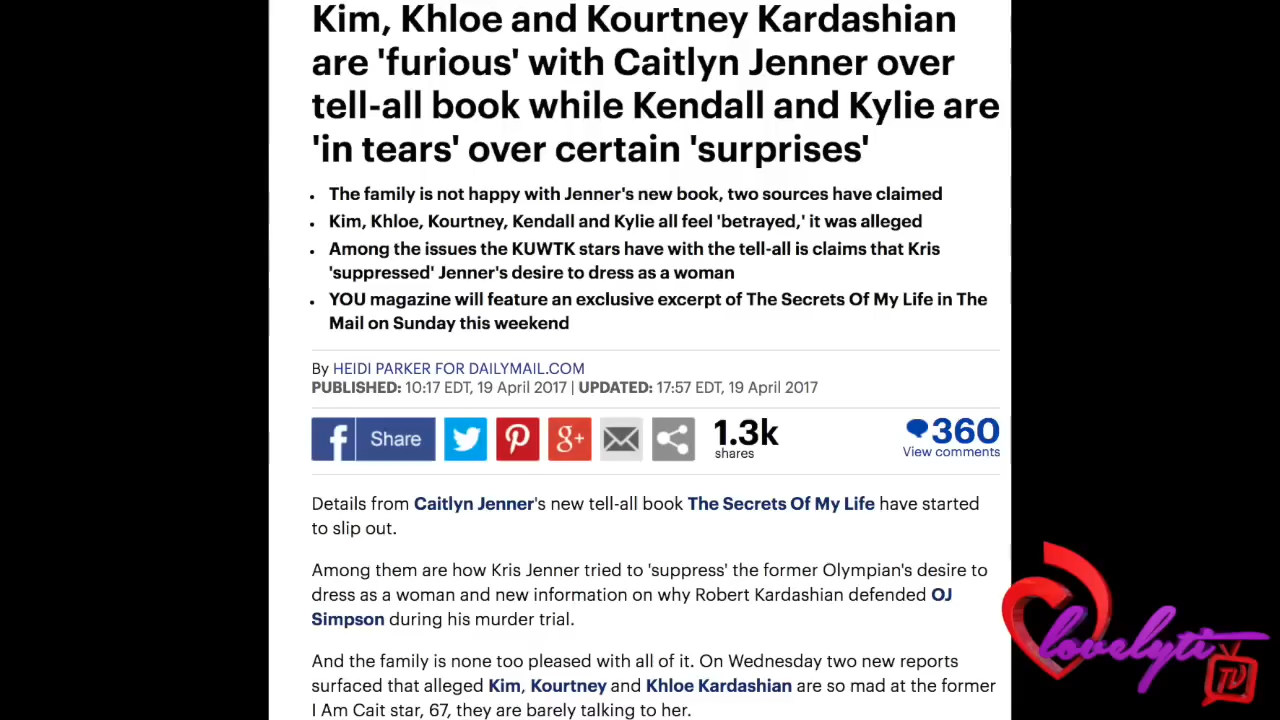 Kim, Khloe and Kourtney Kardashian
are 'furious' with Caitlyn Jenner over
tell-all book while Kendall and Kylie are
'in tears' over certain 'surprises'
• The family is not happy with Jenner's new book, two sources have claimed
• Kim, Khloe, Kourtney, Kendall and Kylie all feel 'betrayed,' it was alleged
• Among the issues the KUWTK stars have with the tell-all is claims that Kris
'suppressed' Jenner's desire to dress as a woman
• YOU magazine will feature an exclusive excerpt of The Secrets Of My Life in The
Mail on Sunday this weekend
By HEIDI PARKER FOR DAILYMAIL.COM
PUBLISHED: 10:17 EDT, 19 April 2017 | UPDATED: 17:57 EDT, 19 April 2017
f Share g+ 1.3k shares 360 View comments
Details from Caitlyn Jenner's new tell-all book The Secrets Of My Life have started
to slip out.
Among them are how Kris Jenner tried to 'suppress' the former Olympian's desire to
dress as a woman and new information on why Robert Kardashian defended OJ
Simpson during his murder trial.
And the family is none too pleased with all of it. On Wednesday two new reports
surfaced that alleged Kim, Kourtney and Khloe Kardashian are so mad at the former
I Am Cait star, 67, they are barely talking to her.
lovelyti
TV